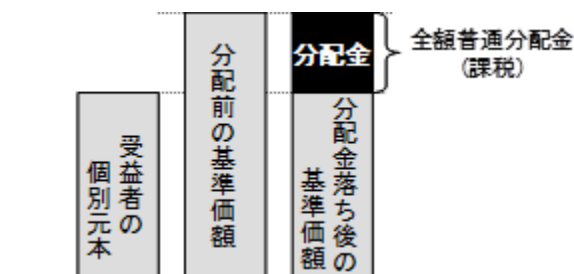 受益者の
個別元本
分配前の基準価額
分配金
分配金落ち後の
基準価額
全額普通分配金
(課税)